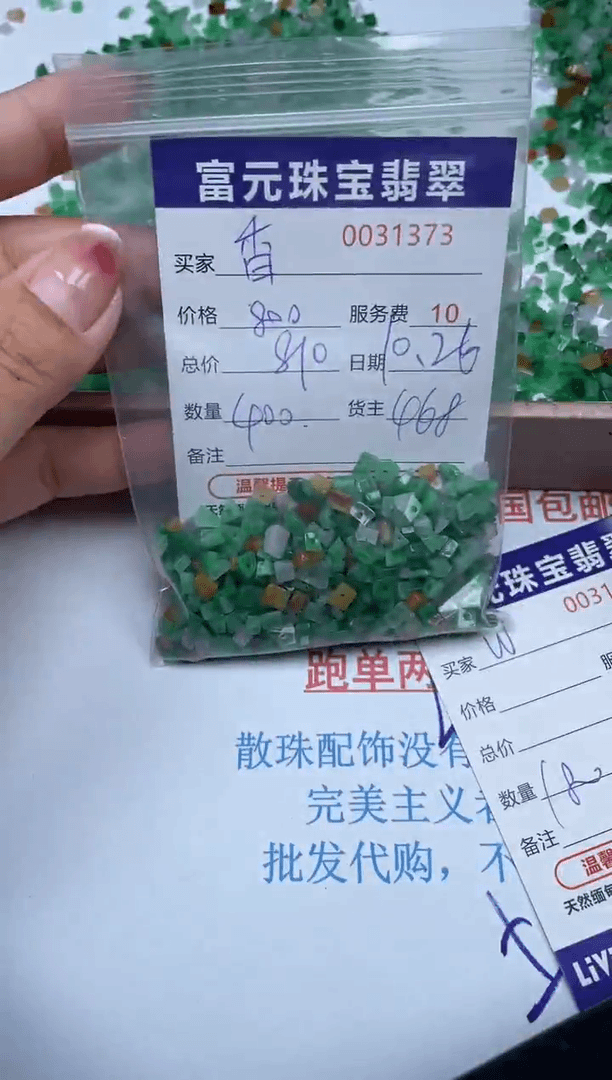 富元珠宝翡翠
0031373
买家 香
价格 800 服务费 10
总价 810 日期 10.26
数量 400. 货主 468
备注
温馨提
国包邮
跑单两
散珠配饰没有
完美主义者
批发代购，不
元珠宝翡翠
0031
买家 W
价格
总价
数量
备注
温馨
天然缅甸
LiY